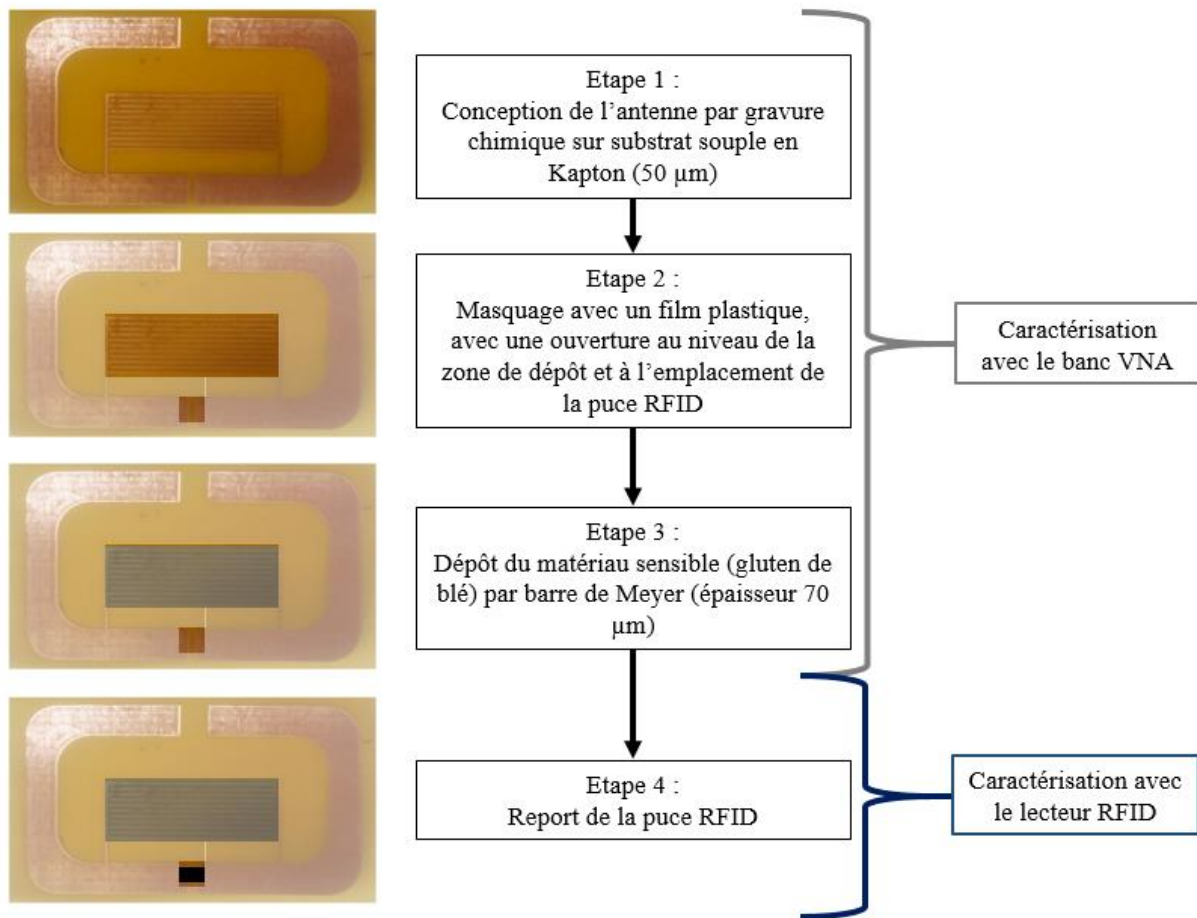 Etape 1 :
Conception de l’antenne par gravure
chimique sur substrat souple en
Kapton (50 µm)
Etape 2 :
Masquage avec un film plastique,
avec une ouverture au niveau de la
zone de dépôt et à l’emplacement de
la puce RFID
Caractérisation
avec le banc VNA
Etape 3 :
Dépôt du matériau sensible (gluten de
blé) par barre de Meyer (épaisseur 70
µm)
Etape 4 :
Report de la puce RFID
Caractérisation avec
le lecteur RFID